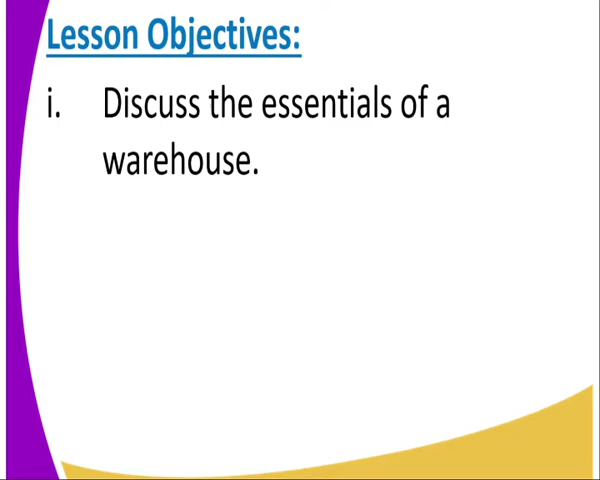 Lesson Objectives:
i. Discuss the essentials of a
warehouse.